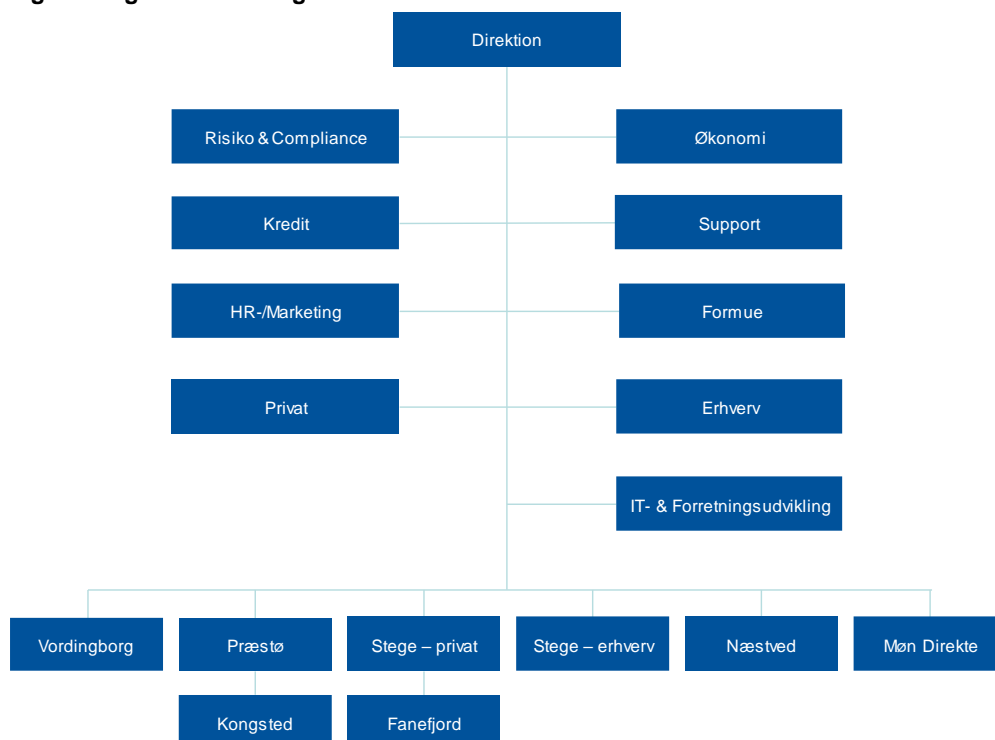 Direktion
Risiko & Compliance
Økonomi
Kredit
Support
HR-/Marketing
Formue
Privat
Erhverv
IT- & Forretningsudvikling
Vordingborg
Præstø
Stege – privat
Stege – erhverv
Næstved
Møn Direkte
Kongsted
Fanefjord